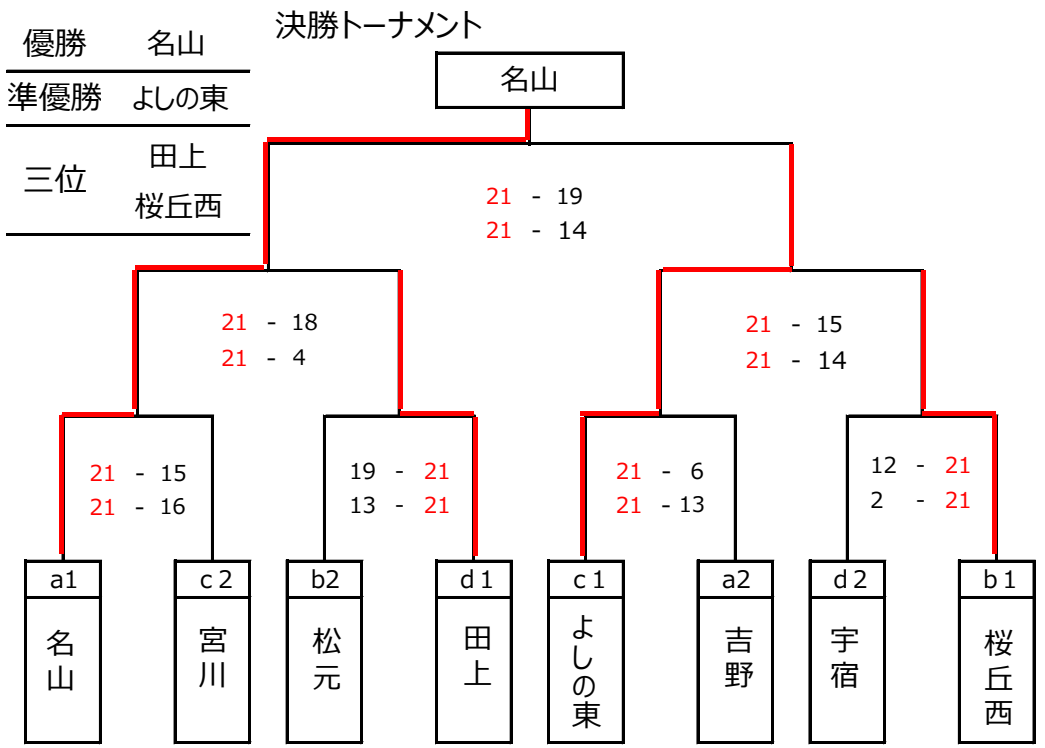 決勝トーナメント
優勝 名山
準優勝 よしの東
三位 田上
桜丘西
名山
21 - 19
21 - 14
21 - 18
21 - 4
21 - 15
21 - 14
21 - 15
21 - 16
19 - 21
13 - 21
21 - 6
21 - 13
12 - 21
2 - 21
a1 c2 b2 d1 c1 a2 d2 b1
名山
宮川
松元
田上
よしの東
吉野
宇宿
桜丘西